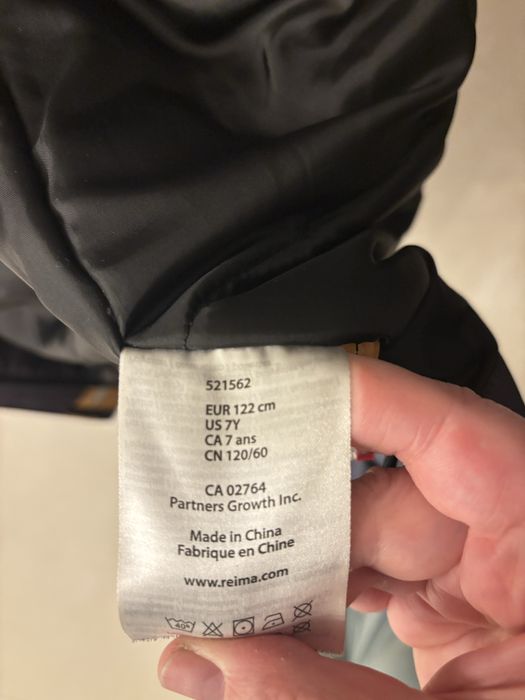 521562
EUR 122 cm
US 7Y
CA 7 ans
CN 120/60
CA 02764
Partners Growth Inc.
Made in China
Fabrique en Chine
www.reima.com
40°